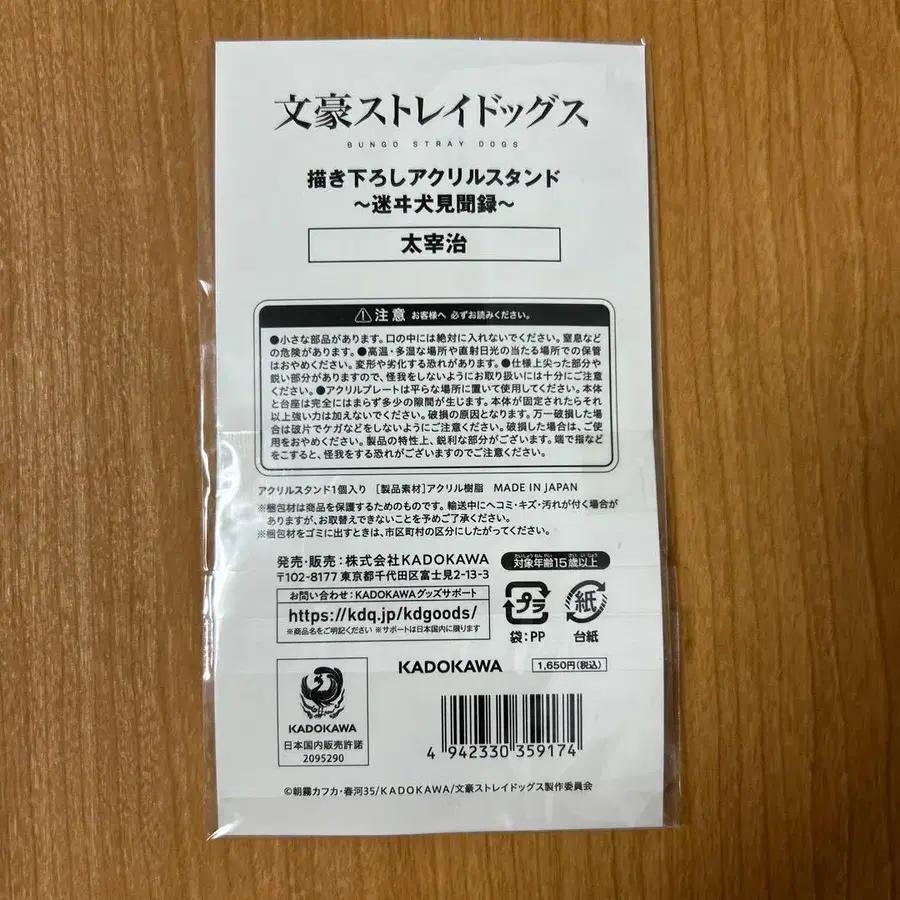 文豪ストレイドッグス
BUNGO STRAY DOGS
描き下ろしアクリルスタンド
～迷ヰ犬見聞録～
太宰治
注意 お客様へ 必ずお読みください。
●小さな部品があります。口の中には絶対に入れないでください。窒息など
の危険があります。●高温・多湿な場所や直射日光の当たる場所での保管
はおやめください。変形や劣化する恐れがあります。●仕様上尖った部分や
鋭い部分がありますので、怪我をしないようにお取り扱いには十分にご注意
ください。●アクリルプレートは平らな場所に置いて使用してください。本体
と台座は完全にはまらず多少の隙間が生じます。本体が固定されたらそれ
以上強い力は加えないでください。破損の原因となります。万一破損した場
合は破片でケガなどをしないようにご注意ください。破損した場合は、ご使
用をおやめください。製品の特性上、鋭利な部分がございます。端で指など
をこすると、怪我をする恐れがございますのでご注意ください。
アクリルスタンド1個入り [製品素材]アクリル樹脂 MADE IN JAPAN
※梱包材は商品を保護するためのものです。輸送中にヘコミ・キズ・汚れが付く場合が
ありますが、お取替えできないことを予めご了承ください。
※梱包材をゴミに出すときは、市区町村の区分にしたがってください。
発売・販売：株式会社KADOKAWA
〒102-8177 東京都千代田区富士見2-13-3
お問い合わせ：KADOKAWAグッズサポート
https://kdq.jp/kdgoods/
※商品名をご明記ください ※サポートは日本国内に限ります
たいしょうねんれい さい いじょう
対象年齢15歳以上
プラ
紙
袋：PP
台紙
KADOKAWA
1,650円(税込)
KADOKAWA
日本国内販売許諾
2095290
4 942330 359174
©朝霧カフカ・春河35/KADOKAWA/文豪ストレイドッグス製作委員会